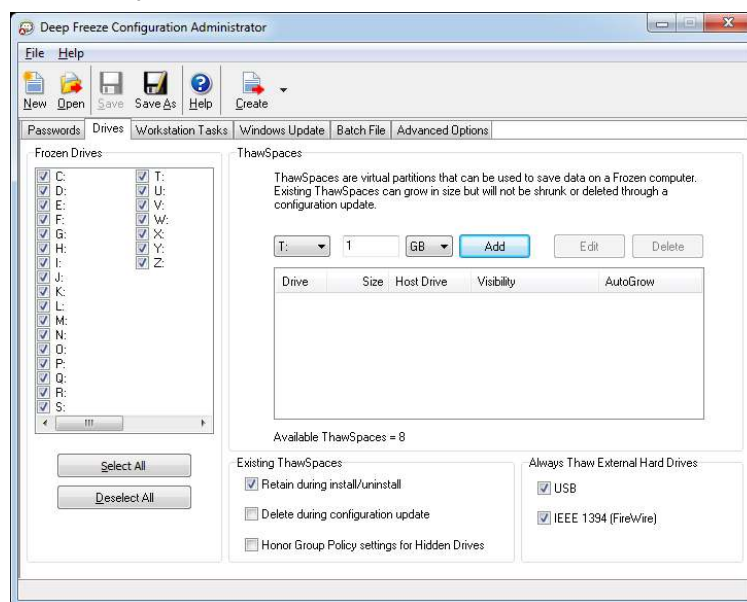 Deep Freeze Configuration Administrator
File Help
New Open Save Save As Help Create
Passwords Drives Workstation Tasks Windows Update Batch File Advanced Options
Frozen Drives
C:
D:
E:
F:
G:
H:
I:
J:
K:
L:
M:
N:
O:
P:
Q:
R:
S:
T:
U:
V:
W:
X:
Y:
Z:
Select All
Deselect All
ThawSpaces
ThawSpaces are virtual partitions that can be used to save data on a Frozen computer.
Existing ThawSpaces can grow in size but will not be shrunk or deleted through a
configuration update.
T: 1 GB Add Edit Delete
Drive Size Host Drive Visibility AutoGrow
Available ThawSpaces = 8
Existing ThawSpaces
Retain during install/uninstall
Delete during configuration update
Honor Group Policy settings for Hidden Drives
Always Thaw External Hard Drives
USB
IEEE 1394 (FireWire)